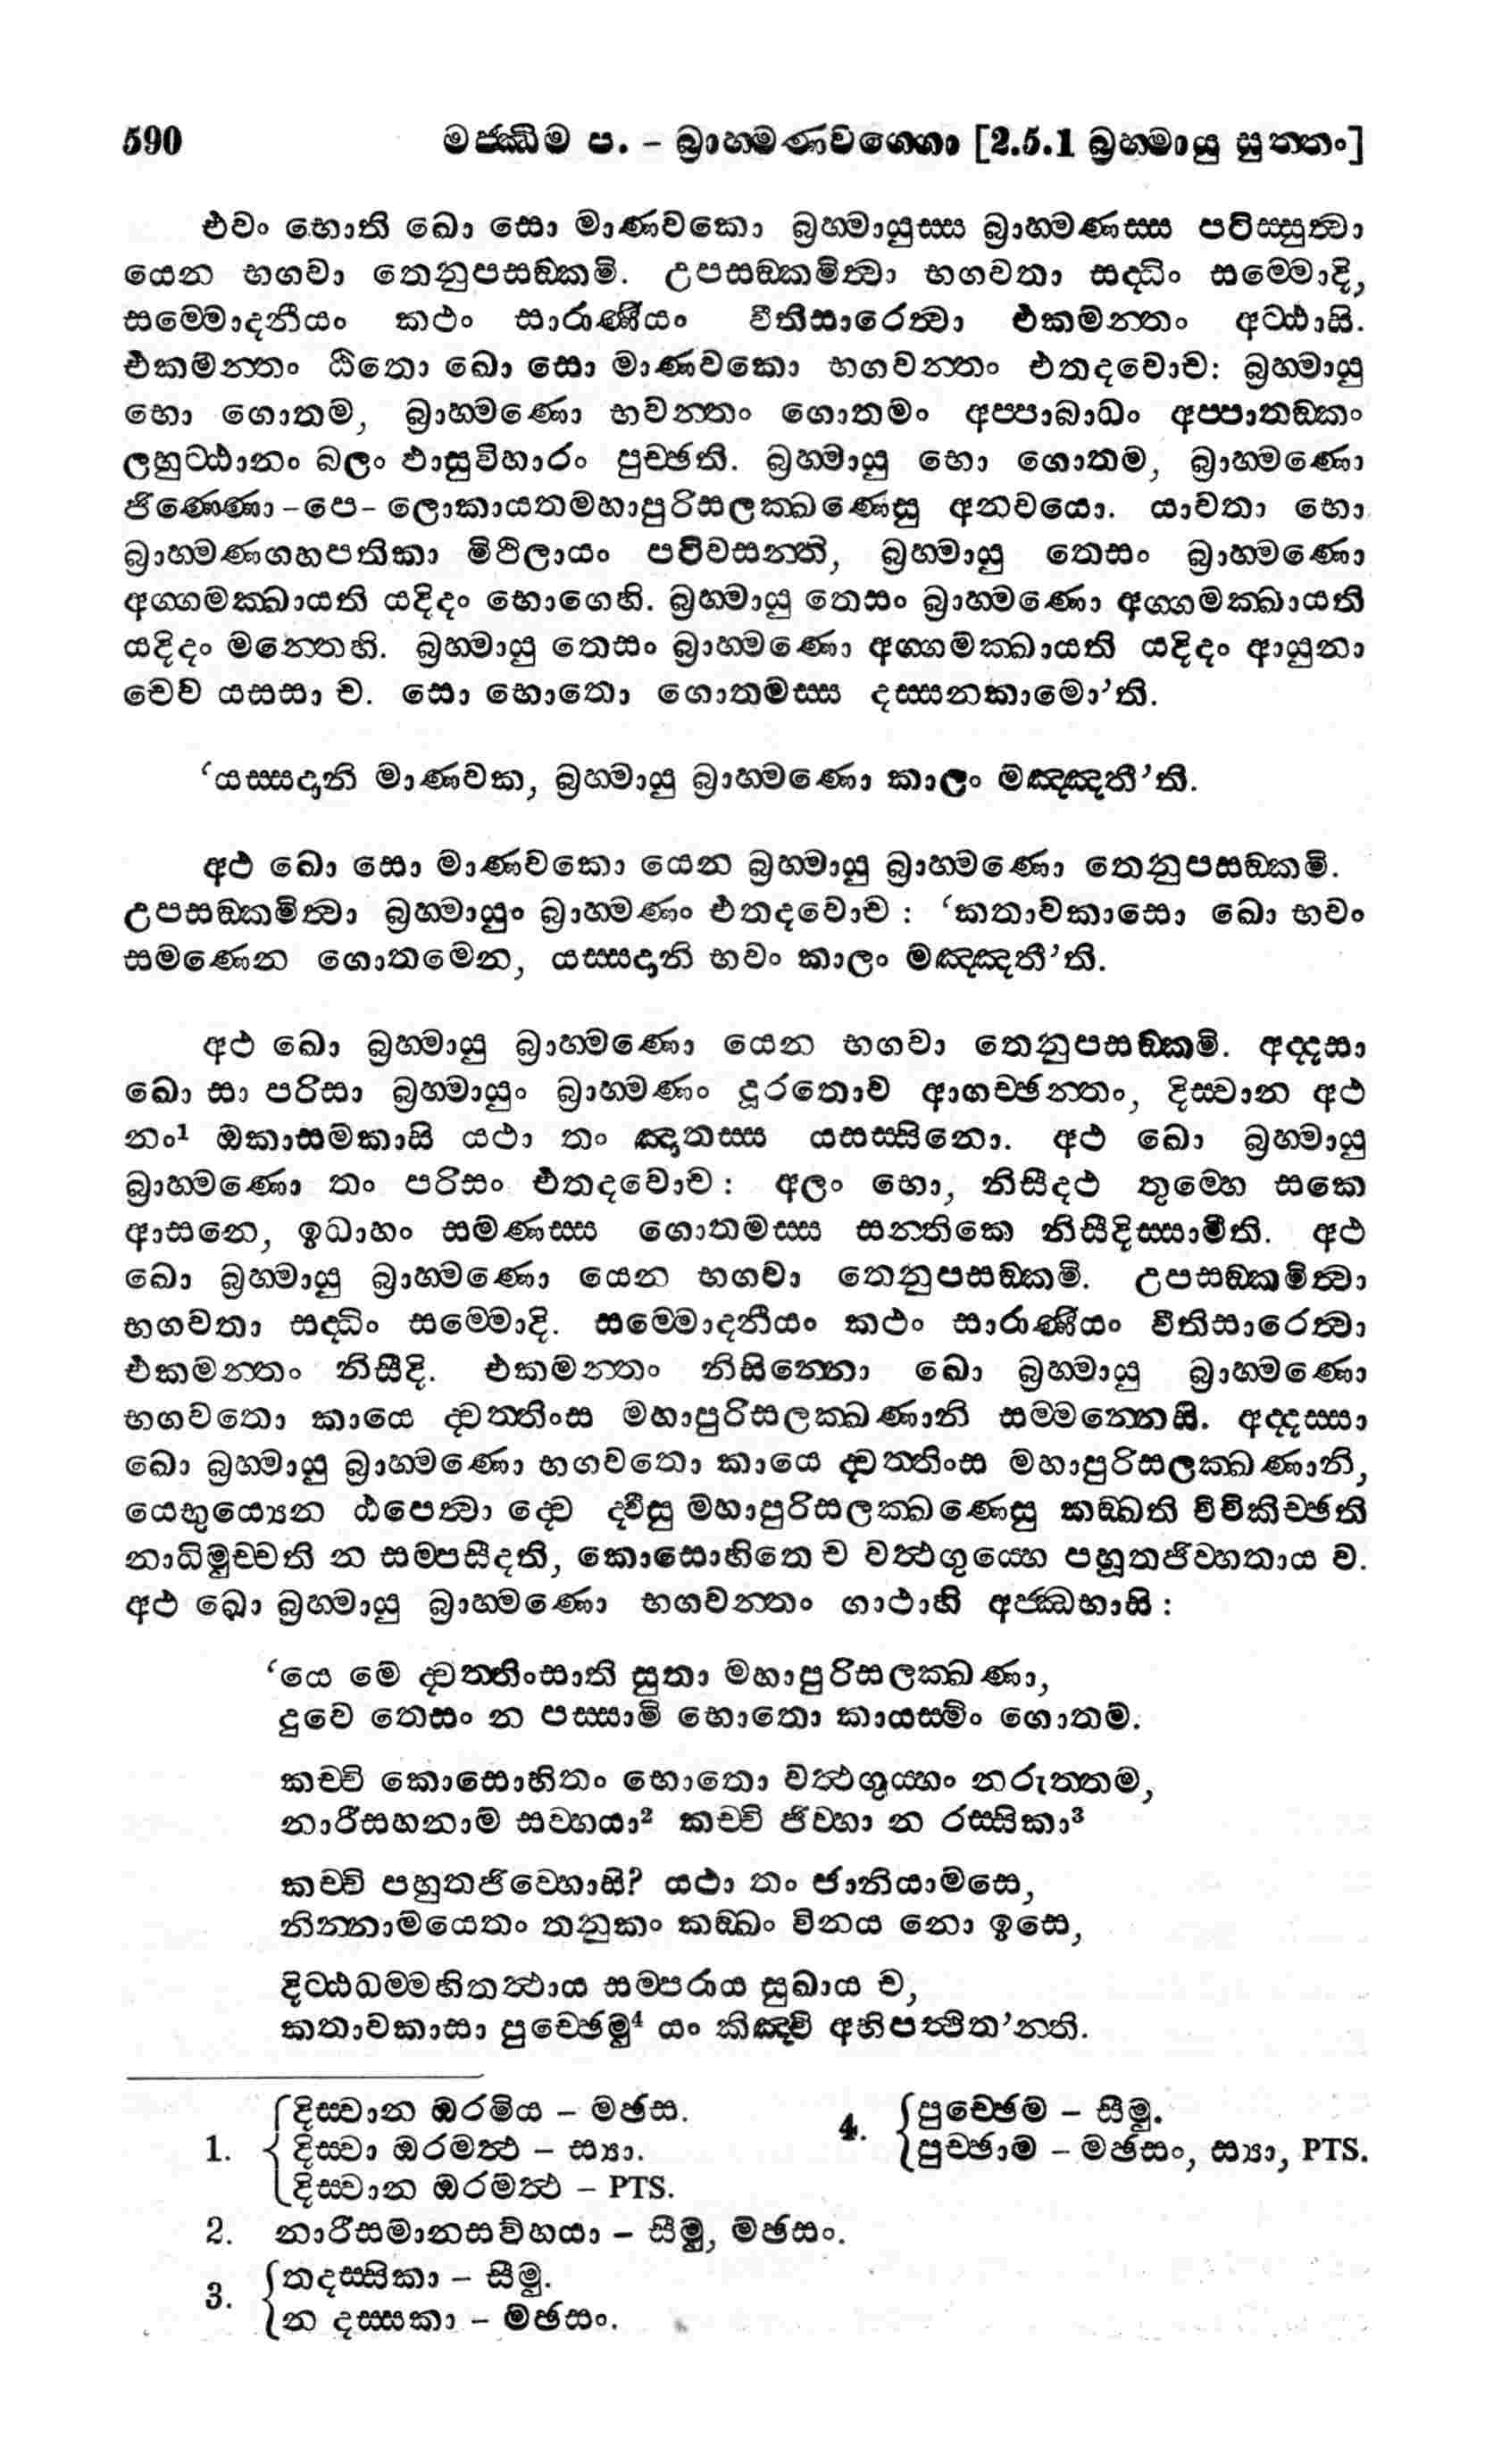 590 මජ්ඣිම ප. – බ්‍රාහ්මණවග්ගො [2.5.1 බ්‍රහ්මායු සුත්තං]
එවං භොති ඛො සො මාණවකො බ්‍රහ්මායුස්ස බ්‍රාහ්මණස්ස පටිස්සුත්වා
යෙන භගවා තෙනුපසඞ්කමි. උපසඞ්කමිත්වා භගවතා සද්ධිං සම්මොදි,
සම්මොදනීයං කථං සාරාණීයං වීතිසාරෙත්වා එකමන්තං අට්ඨාසි.
එකමන්තං ඨිතො ඛො සො මාණවකො භගවන්තං එතදවොච: බ්‍රහ්මායු
භො ගොතම, බ්‍රාහ්මණො භවන්තං ගොතමං අප්පාබාධං අප්පාතඞ්කං
ලහුට්ඨානං බලං ඵාසුවිහාරං පුච්ඡති. බ්‍රහ්මායු භො ගොතම, බ්‍රාහ්මණො
ජිණ්ණො -පෙ- ලොකායතමහාපුරිසලක්ඛණෙසු අනවයො. යාවතා භො
බ්‍රාහ්මණගහපතිකා මිථිලායං පටිවසන්ති, බ්‍රහ්මායු තෙසං බ්‍රාහ්මණො
අග්ගමක්ඛායති යදිදං භොගෙහි. බ්‍රහ්මායු තෙසං බ්‍රාහ්මණො අග්ගමක්ඛායති
යදිදං මන්තෙහි. බ්‍රහ්මායු තෙසං බ්‍රාහ්මණො අග්ගමක්ඛායති යදිදං ආයුනා
චෙව යසසා ච. සො භොතො ගොතමස්ස දස්සනකාමො’ති.
‘යස්සදානි මාණවක, බ්‍රහ්මායු බ්‍රාහ්මණො කාලං මඤ්ඤතී’ති.
අථ ඛො සො මාණවකො යෙන බ්‍රහ්මායු බ්‍රාහ්මණො තෙනුපසඞ්කමි.
උපසඞ්කමිත්වා බ්‍රහ්මායුං බ්‍රාහ්මණං එතදවොච : ‘කතාවකාසො ඛො භවං
සමණෙන ගොතමෙන, යස්සදානි භවං කාලං මඤ්ඤතී’ති.
අථ ඛො බ්‍රහ්මායු බ්‍රාහ්මණො යෙන භගවා තෙනුපසඞ්කමි. අද්දසා
ඛො සා පරිසා බ්‍රහ්මායුං බ්‍රාහ්මණං දූරතොව ආගච්ඡන්තං, දිස්වාන අථ
නං¹ ඔකාසමකාසි යථා තං ඤාතස්ස යසස්සිනො. අථ ඛො බ්‍රහ්මායු
බ්‍රාහ්මණො තං පරිසං එතදවොච: අලං භො, නිසීදථ තුම්හෙ සකෙ
ආසනෙ, ඉධාහං සමණස්ස ගොතමස්ස සන්තිකෙ නිසීදිස්සාමීති. අථ
ඛො බ්‍රහ්මායු බ්‍රාහ්මණො යෙන භගවා තෙනුපසඞ්කමි. උපසඞ්කමිත්වා
භගවතා සද්ධිං සම්මොදි. සම්මොදනීයං කථං සාරාණීයං වීතිසාරෙත්වා
එකමන්තං නිසීදි. එකමන්තං නිසින්නො ඛො බ්‍රහ්මායු බ්‍රාහ්මණො
භගවතො කායෙ ද්වත්තිංස මහාපුරිසලක්ඛණානි සම්මන්නෙසි. අද්දස්සා
ඛො බ්‍රහ්මායු බ්‍රාහ්මණො භගවතො කායෙ ද්වත්තිංස මහාපුරිසලක්ඛණානි,
යෙභුය්‍යෙන ඨපෙත්වා ද්වෙ ද්වීසු මහාපුරිසලක්ඛණෙසු කඞ්ඛති විචිකිච්ඡති
නාධිමුච්චති න සම්පසීදති, කොසොහිතෙ ච වත්ථගුය්හෙ පහූතජිව්හතාය ච.
අථ ඛො බ්‍රහ්මායු බ්‍රාහ්මණො භගවන්තං ගාථාහි අජ්ඣභාසි :
‘යෙ මෙ ද්වත්තිංසාති සුතා මහාපුරිසලක්ඛණා,
දුවෙ තෙසං න පස්සාමි භොතො කායස්මිං ගොතම.
කච්චි කොසොහිතං භොතො වත්ථගුය්හං නරුත්තම,
නාරීසහනාම සව්හයා² කච්චි ජිව්හා න රස්සිකා³
කච්චි පහුතජිව්හොසි? යථා තං ජානියාමසෙ,
නින්නාමයෙතං තනුකං කඞ්ඛං විනය නො ඉසෙ,
දිට්ඨධම්මහිතත්ථාය සම්පරාය සුඛාය ච,
කතාවකාසා පුච්ඡෙමු⁴ යං කිඤ්චි අභිපත්ථිත’න්ති.
1. දිස්වාන ඔරමිය – මඡස.
දිස්වා ඔරමත්ථ – ස්‍යා.
දිස්වාන ඔරමත්ථ – PTS.
2. නාරීසමානසව්හයා – සීමු, මඡසං.
3. තදස්සිකා – සීමු.
න දස්සකා – මඡසං.
4. පුච්ඡෙම – සීමු.
පුච්ඡාම – මඡසං, ස්‍යා, PTS.